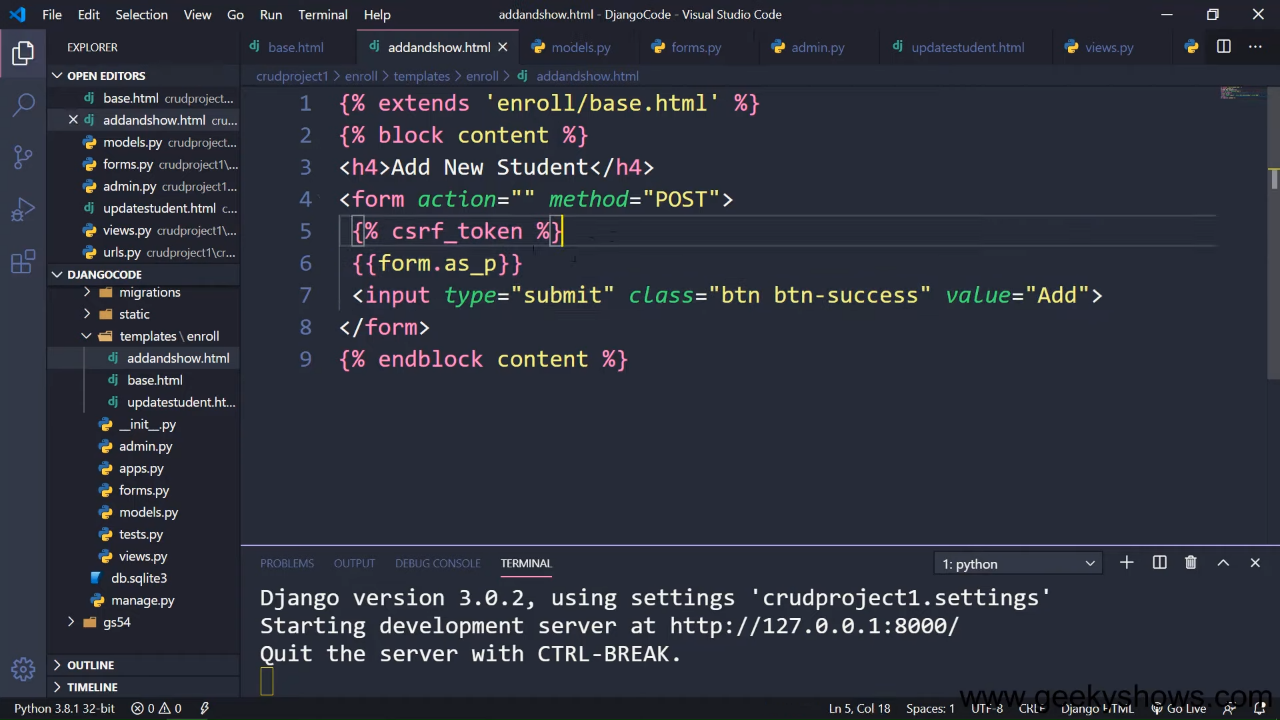 File Edit Selection View Go Run Terminal Help addandshow.html - DjangoCode - Visual Studio Code
EXPLORER
base.html addandshow.html models.py forms.py admin.py updatestudent.html views.py
crudproject1 > enroll > templates > enroll > addandshow.html
OPEN EDITORS
base.html crudproject...
addandshow.html cru...
models.py crudproject...
forms.py crudproject1\...
admin.py crudproject1...
updatestudent.html cru...
views.py crudproject1\...
urls.py crudproject1\c...
DJANGOCODE
migrations
static
templates \ enroll
addandshow.html
base.html
updatestudent.ht...
__init__.py
admin.py
apps.py
forms.py
models.py
tests.py
views.py
db.sqlite3
manage.py
gs54
OUTLINE
TIMELINE
1 {% extends 'enroll/base.html' %}
2 {% block content %}
3 <h4>Add New Student</h4>
4 <form action="" method="POST">
5 {% csrf_token %}
6 {{form.as_p}}
7 <input type="submit" class="btn btn-success" value="Add">
8 </form>
9 {% endblock content %}
PROBLEMS OUTPUT DEBUG CONSOLE TERMINAL 1: python
Django version 3.0.2, using settings 'crudproject1.settings'
Starting development server at http://127.0.0.1:8000/
Quit the server with CTRL-BREAK.
www.geekyshows.com
Python 3.8.1 32-bit 0 0 Ln 5, Col 18 Spaces: 1 UTF-8 CRLF Django HTML Go Live